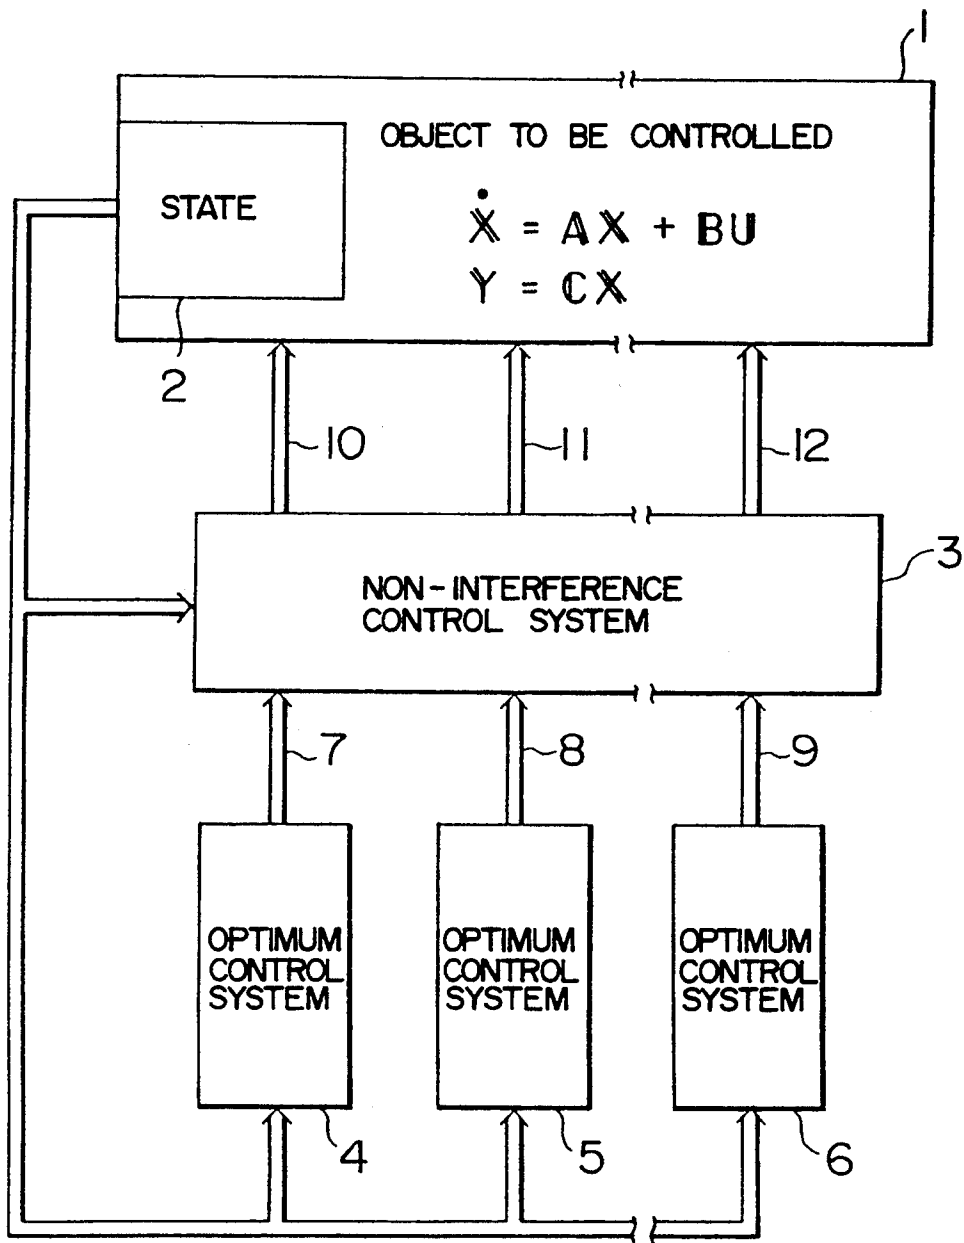 1
OBJECT TO BE CONTROLLED
STATE
Ẋ = AX + BU
Y = CX
2
10
11
12
3
NON-INTERFERENCE
CONTROL SYSTEM
7
8
9
OPTIMUM
CONTROL
SYSTEM
OPTIMUM
CONTROL
SYSTEM
OPTIMUM
CONTROL
SYSTEM
4
5
6